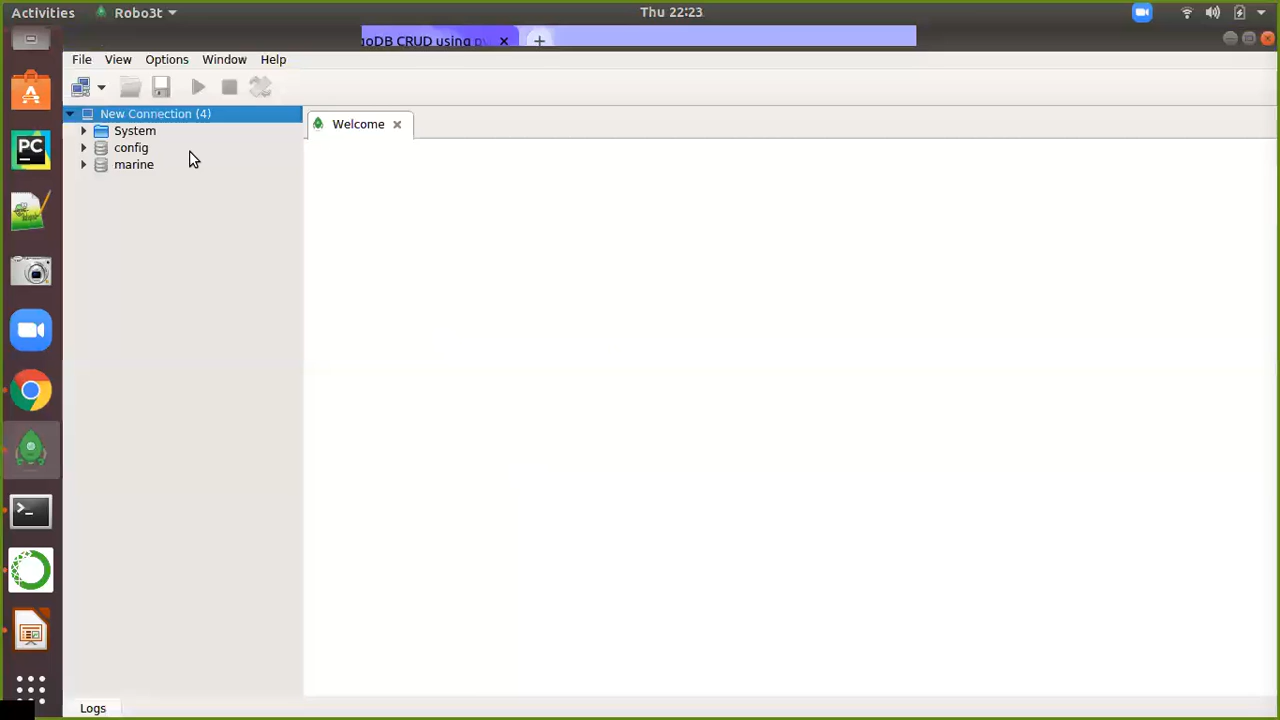 Activities
Robo3t
Thu 22:23
goDB CRUD using
File View Options Window Help
New Connection (4)
Welcome
System
config
marine
PC
Logs